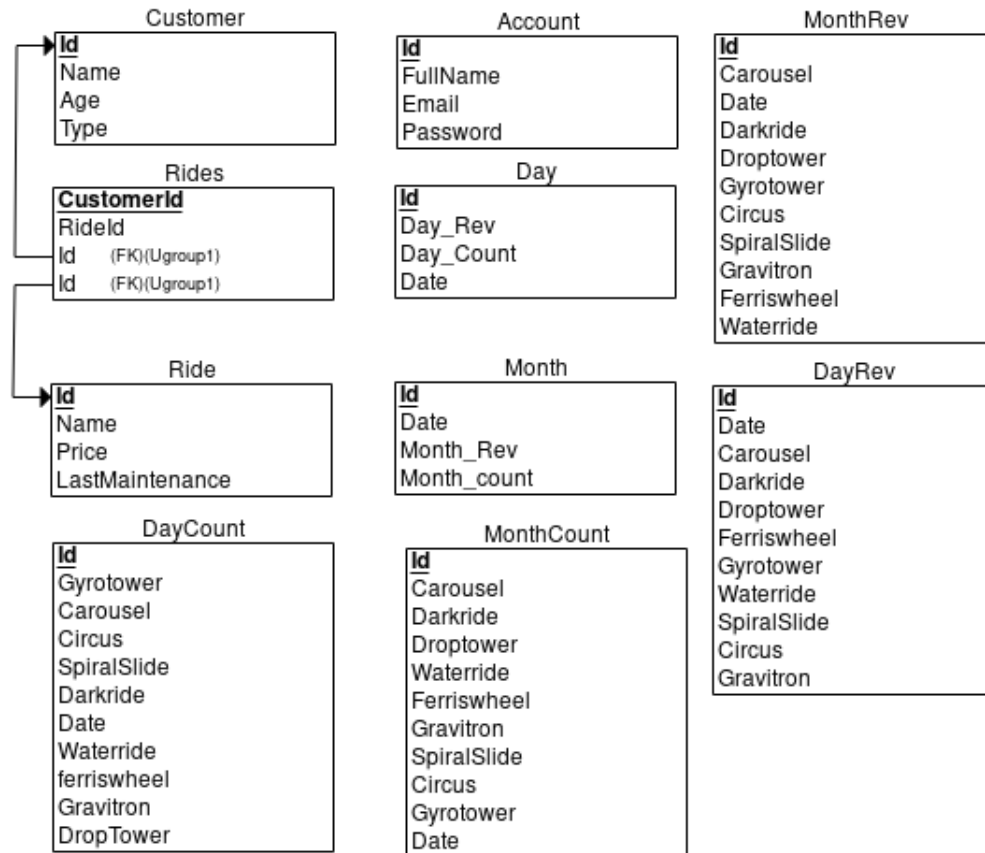 Customer
Id
Name
Age
Type
Rides
CustomerId
RideId
Id (FK)(Ugroup1)
Id (FK)(Ugroup1)
Ride
Id
Name
Price
LastMaintenance
DayCount
Id
Gyrotower
Carousel
Circus
SpiralSlide
Darkride
Date
Waterride
ferriswheel
Gravitron
DropTower
Account
Id
FullName
Email
Password
Day
Id
Day_Rev
Day_Count
Date
Month
Id
Date
Month_Rev
Month_count
MonthCount
Id
Carousel
Darkride
Droptower
Waterride
Ferriswheel
Gravitron
SpiralSlide
Circus
Gyrotower
Date
MonthRev
Id
Carousel
Date
Darkride
Droptower
Gyrotower
Circus
SpiralSlide
Gravitron
Ferriswheel
Waterride
DayRev
Id
Date
Carousel
Darkride
Droptower
Ferriswheel
Gyrotower
Waterride
SpiralSlide
Circus
Gravitron